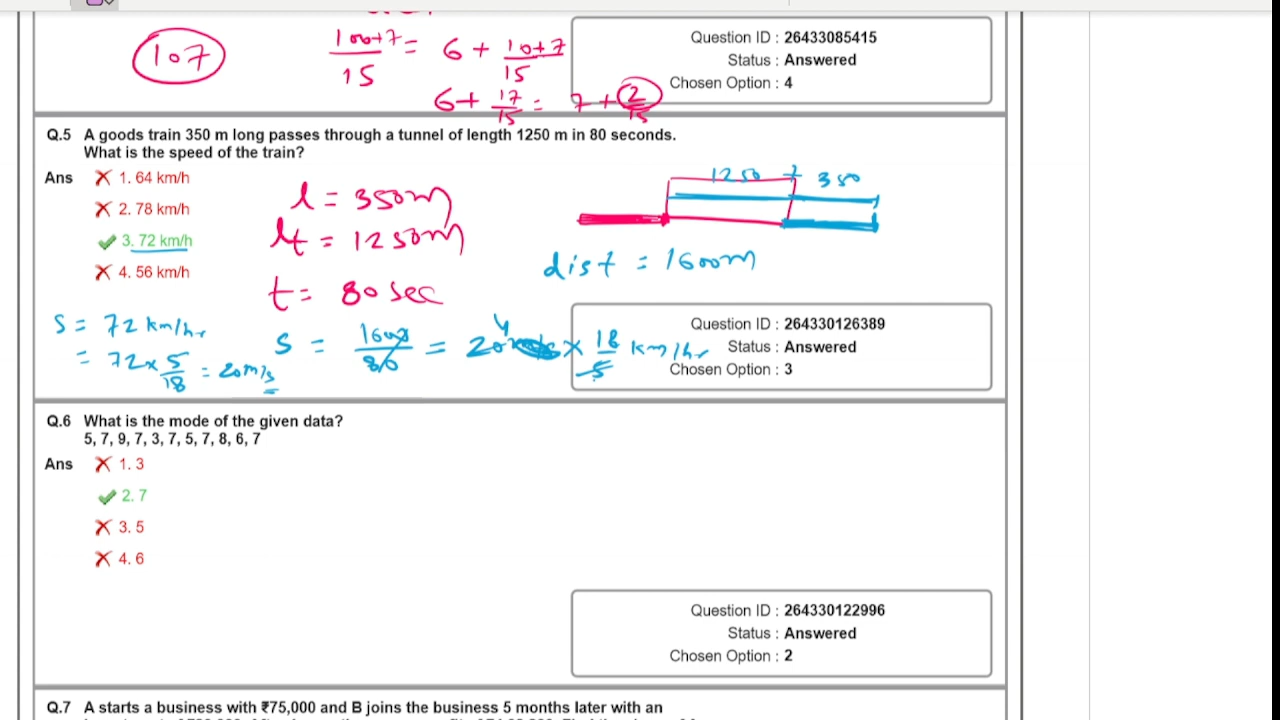 107
100+7 = 6 + 10+7
15 15
6+ 17 = 7 + 2
15 15
Question ID : 26433085415
Status : Answered
Chosen Option : 4
Q.5 A goods train 350 m long passes through a tunnel of length 1250 m in 80 seconds.
What is the speed of the train?
Ans 1. 64 km/h
2. 78 km/h
3. 72 km/h
4. 56 km/h
l = 350m
lt = 1250m
t = 80 sec
1250 + 350
dist = 1600m
S = 72 km/hr
= 72 × 5 = 20m/s
18
S = 1600 = 20 × 18 km/hr
80 5
4
Question ID : 264330126389
Status : Answered
Chosen Option : 3
Q.6 What is the mode of the given data?
5, 7, 9, 7, 3, 7, 5, 7, 8, 6, 7
Ans 1. 3
2. 7
3. 5
4. 6
Question ID : 264330122996
Status : Answered
Chosen Option : 2
Q.7 A starts a business with ₹75,000 and B joins the business 5 months later with an